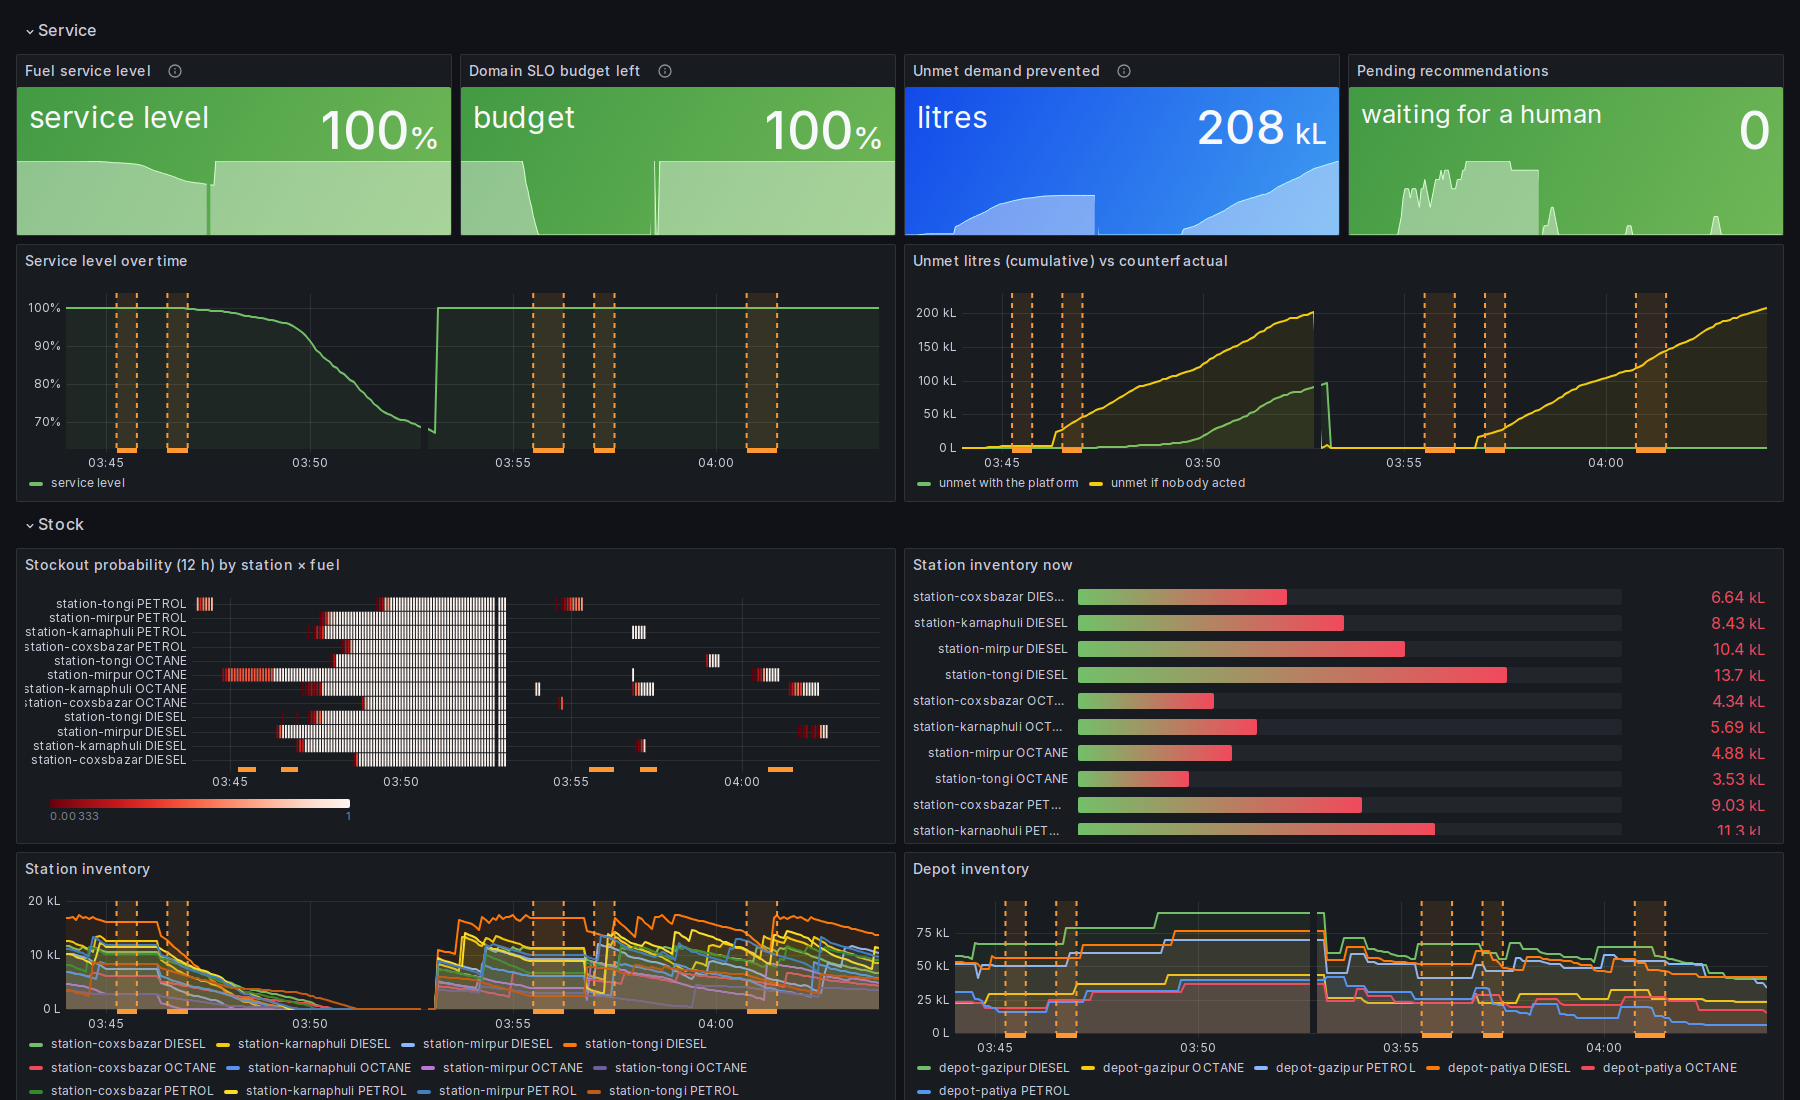 Service
Fuel service level
service level
100%
Domain SLO budget left
budget
100%
Unmet demand prevented
litres
208 kL
Pending recommendations
waiting for a human
0
Service level over time
100%
90%
80%
70%
03:45 03:50 03:55 04:00
service level
Unmet litres (cumulative) vs counterfactual
200 kL
150 kL
100 kL
50 kL
0 L
03:45 03:50 03:55 04:00
unmet with the platform unmet if nobody acted
Stock
Stockout probability (12 h) by station × fuel
station-tongi PETROL
station-mirpur PETROL
station-karnaphuli PETROL
station-coxsbazar PETROL
station-tongi OCTANE
station-mirpur OCTANE
station-karnaphuli OCTANE
station-coxsbazar OCTANE
station-tongi DIESEL
station-mirpur DIESEL
station-karnaphuli DIESEL
station-coxsbazar DIESEL
03:45 03:50 03:55 04:00
0.00333 1
Station inventory now
station-coxsbazar DIES... 6.64 kL
station-karnaphuli DIESEL 8.43 kL
station-mirpur DIESEL 10.4 kL
station-tongi DIESEL 13.7 kL
station-coxsbazar OCT... 4.34 kL
station-karnaphuli OCT... 5.69 kL
station-mirpur OCTANE 4.88 kL
station-tongi OCTANE 3.53 kL
station-coxsbazar PET... 9.03 kL
station-karnaphuli PET... 11.3 kL
Station inventory
20 kL
10 kL
0 L
03:45 03:50 03:55 04:00
station-coxsbazar DIESEL station-karnaphuli DIESEL station-mirpur DIESEL station-tongi DIESEL
station-coxsbazar OCTANE station-karnaphuli OCTANE station-mirpur OCTANE station-tongi OCTANE
station-coxsbazar PETROL station-karnaphuli PETROL station-mirpur PETROL station-tongi PETROL
Depot inventory
75 kL
50 kL
25 kL
0 L
03:45 03:50 03:55 04:00
depot-gazipur DIESEL depot-gazipur OCTANE depot-gazipur PETROL depot-patiya DIESEL depot-patiya OCTANE
depot-patiya PETROL